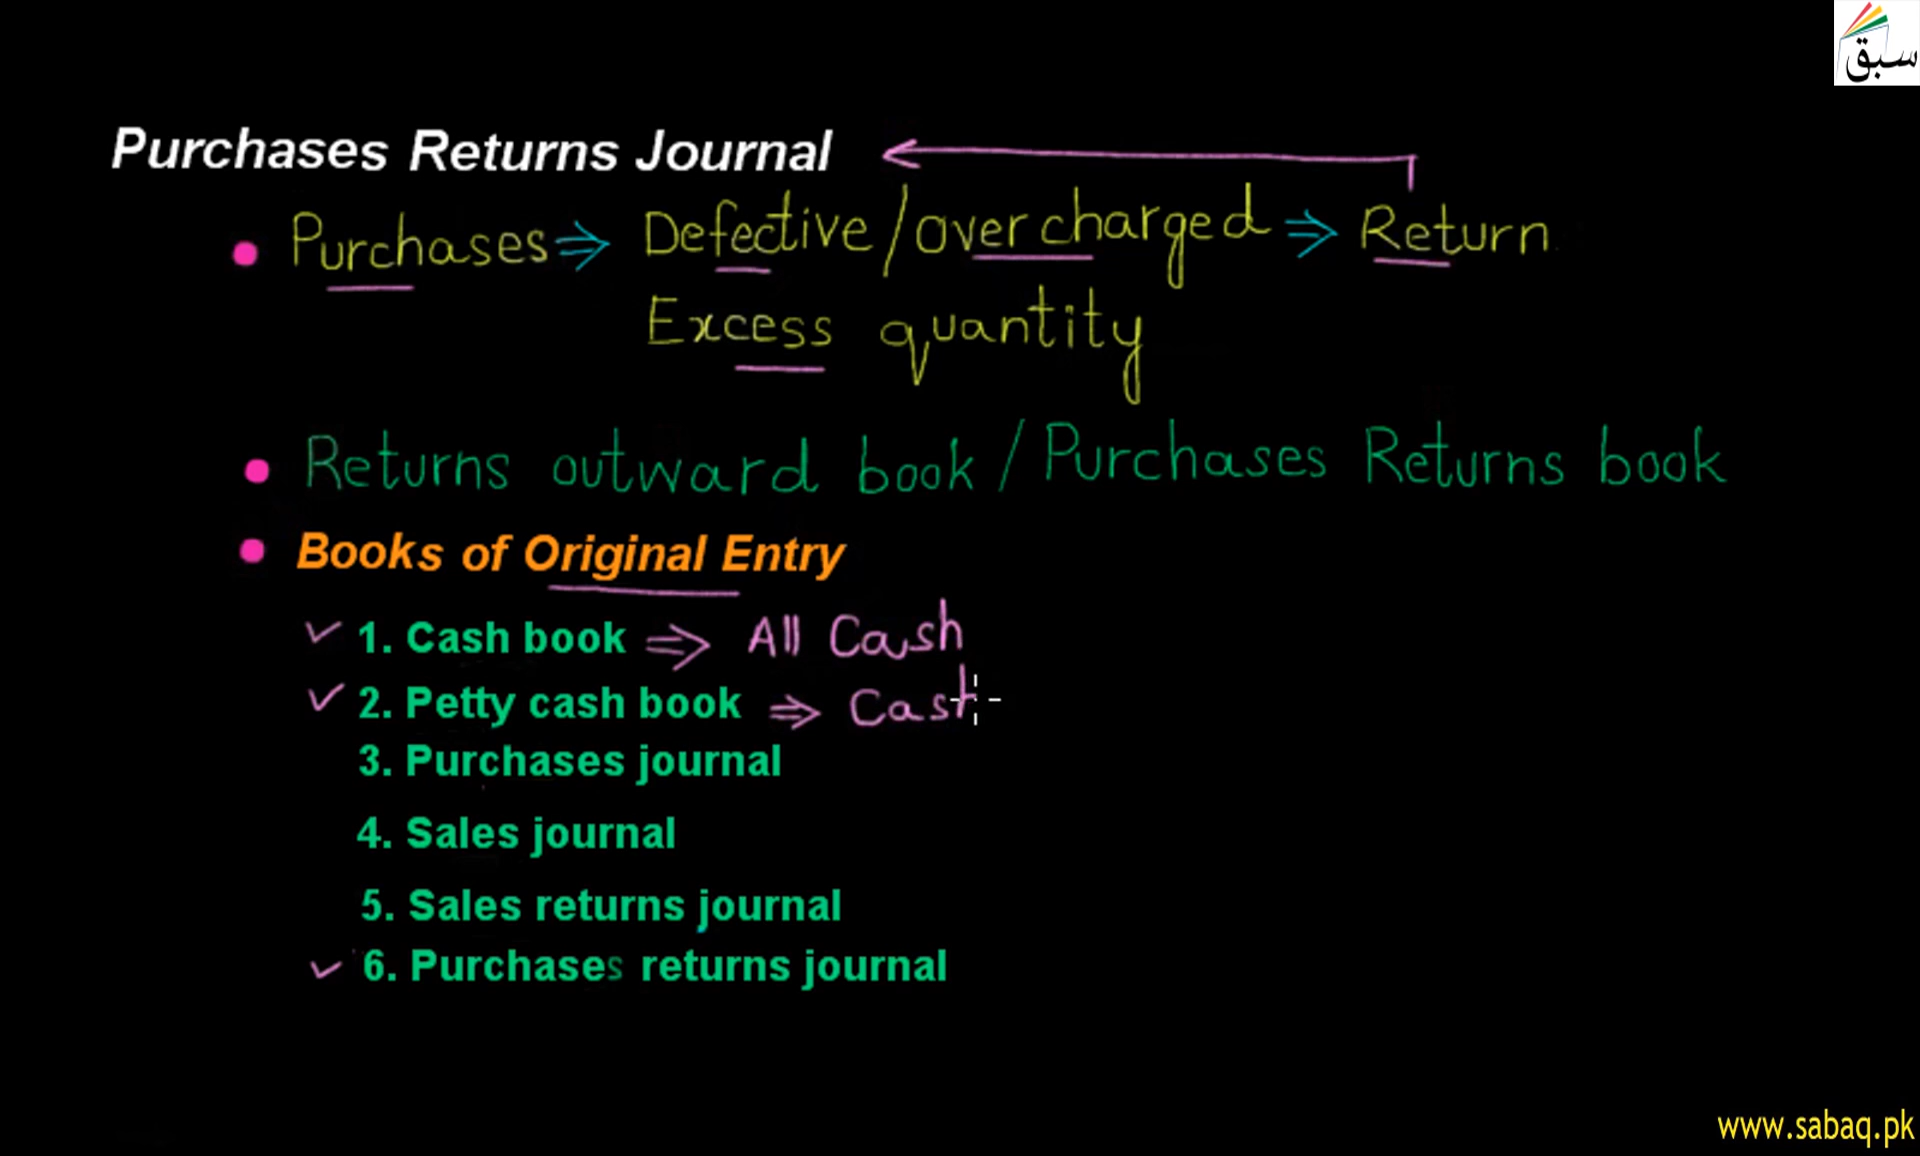 سبق
Purchases Returns Journal
Purchases ⇒ Defective/overcharged ⇒ Return
Excess quantity
Returns outward book / Purchases Returns book
Books of Original Entry
1. Cash book ⇒ All Cash
2. Petty cash book ⇒ Cash
3. Purchases journal
4. Sales journal
5. Sales returns journal
6. Purchases returns journal
www.sabaq.pk